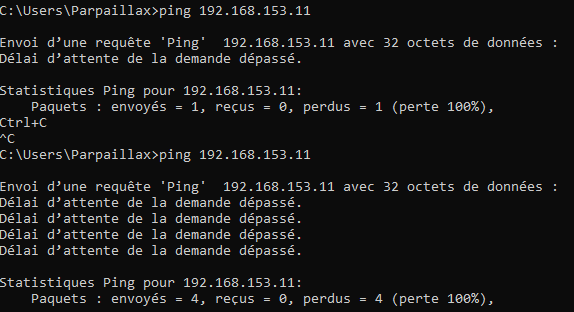 C:\Users\Parpaillax>ping 192.168.153.11
Envoi d’une requête 'Ping'  192.168.153.11 avec 32 octets de données :
Délai d’attente de la demande dépassé.
Statistiques Ping pour 192.168.153.11:
    Paquets : envoyés = 1, reçus = 0, perdus = 1 (perte 100%),
Ctrl+C
^C
C:\Users\Parpaillax>ping 192.168.153.11
Envoi d’une requête 'Ping'  192.168.153.11 avec 32 octets de données :
Délai d’attente de la demande dépassé.
Délai d’attente de la demande dépassé.
Délai d’attente de la demande dépassé.
Délai d’attente de la demande dépassé.
Statistiques Ping pour 192.168.153.11:
    Paquets : envoyés = 4, reçus = 0, perdus = 4 (perte 100%),